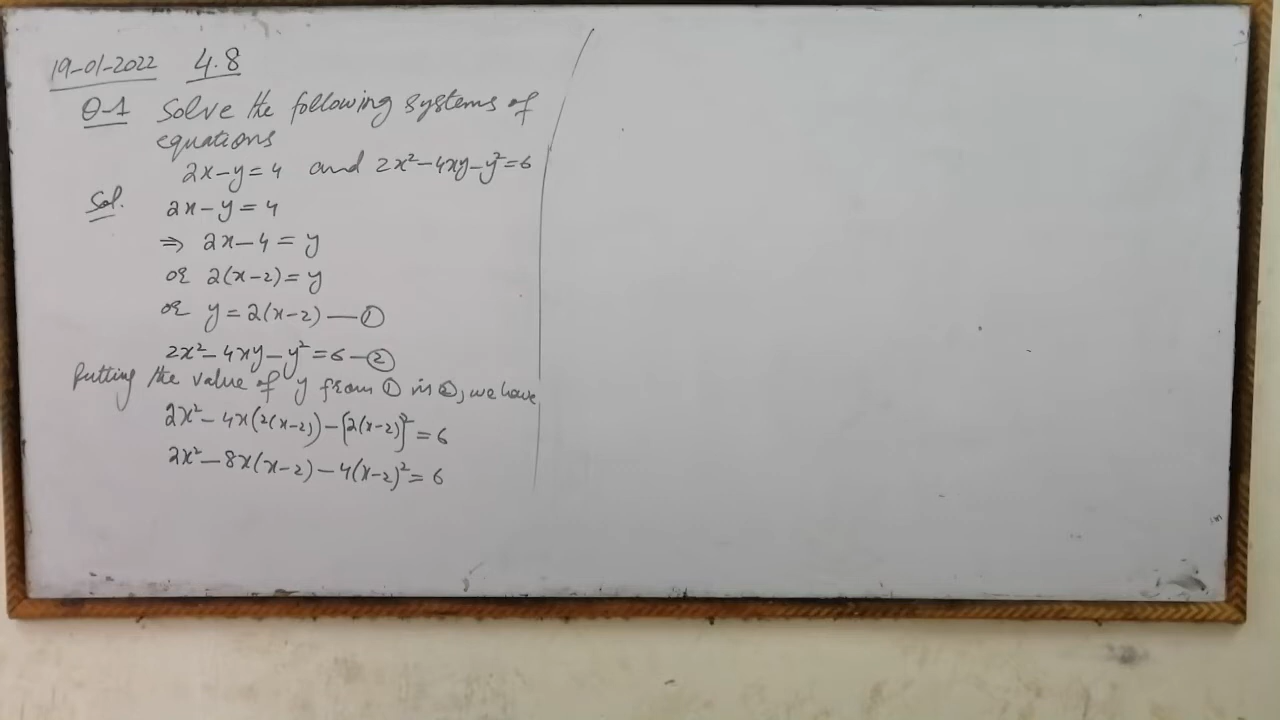 19-01-2022 4.8
Q-1 Solve the following systems of
equations
2x-y=4 and 2x²-4xy-y²=6
Sol. 2x-y=4
⇒ 2x-4=y
or 2(x-2)=y
or y=2(x-2) — ①
2x²-4xy-y²=6 — ②
Putting the value of y from ① in ②, we have
2x²-4x(2(x-2))-[2(x-2)]²=6
2x²-8x(x-2)-4(x-2)²=6